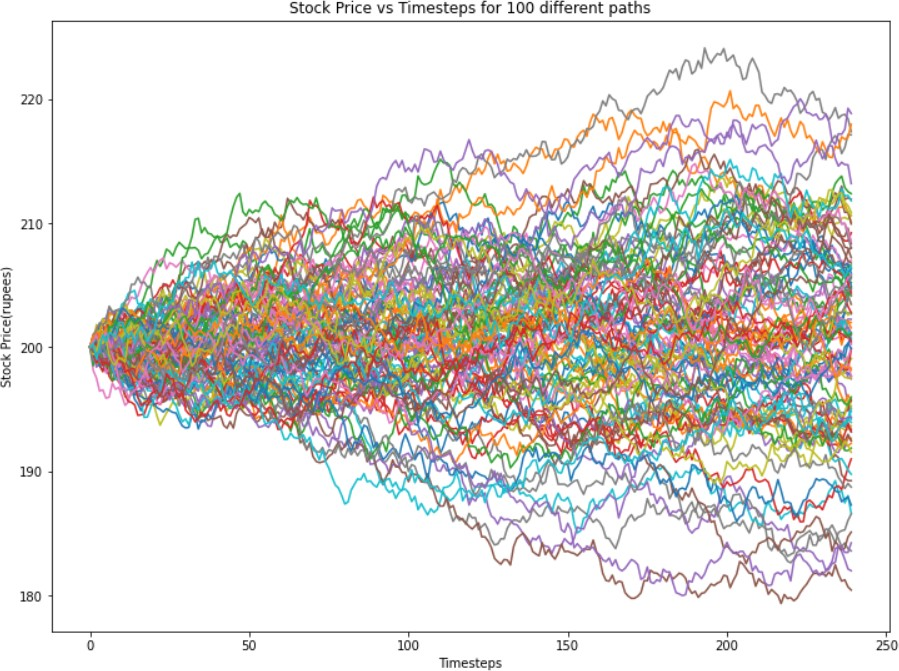 Stock Price vs Timesteps for 100 different paths
Stock Price(rupees)
220
210
200
190
180
0 50 100 150 200 250
Timesteps